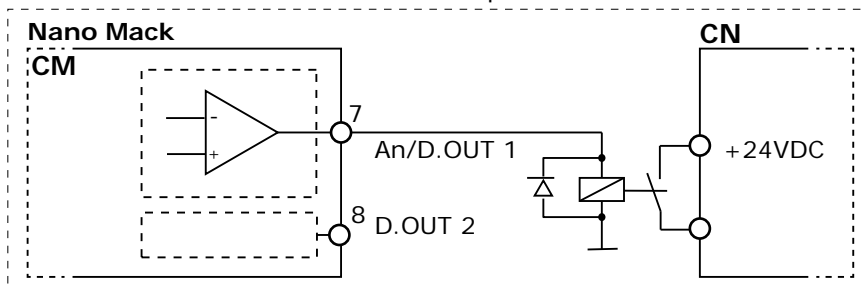 Nano Mack
CN
CM
-
+
7
An/D.OUT 1
8
D.OUT 2
+24VDC